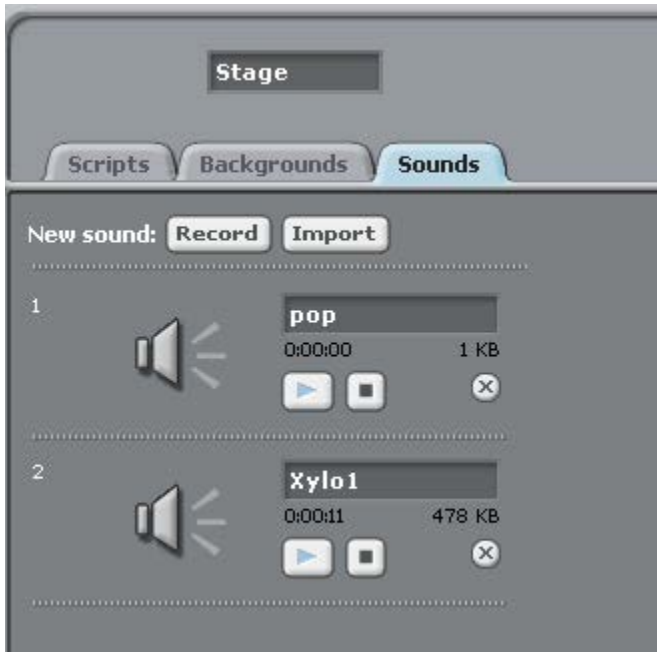 Stage
Scripts Backgrounds Sounds
New sound: Record Import
1
pop
0:00:00 1 KB
2
Xylo1
0:00:11 478 KB